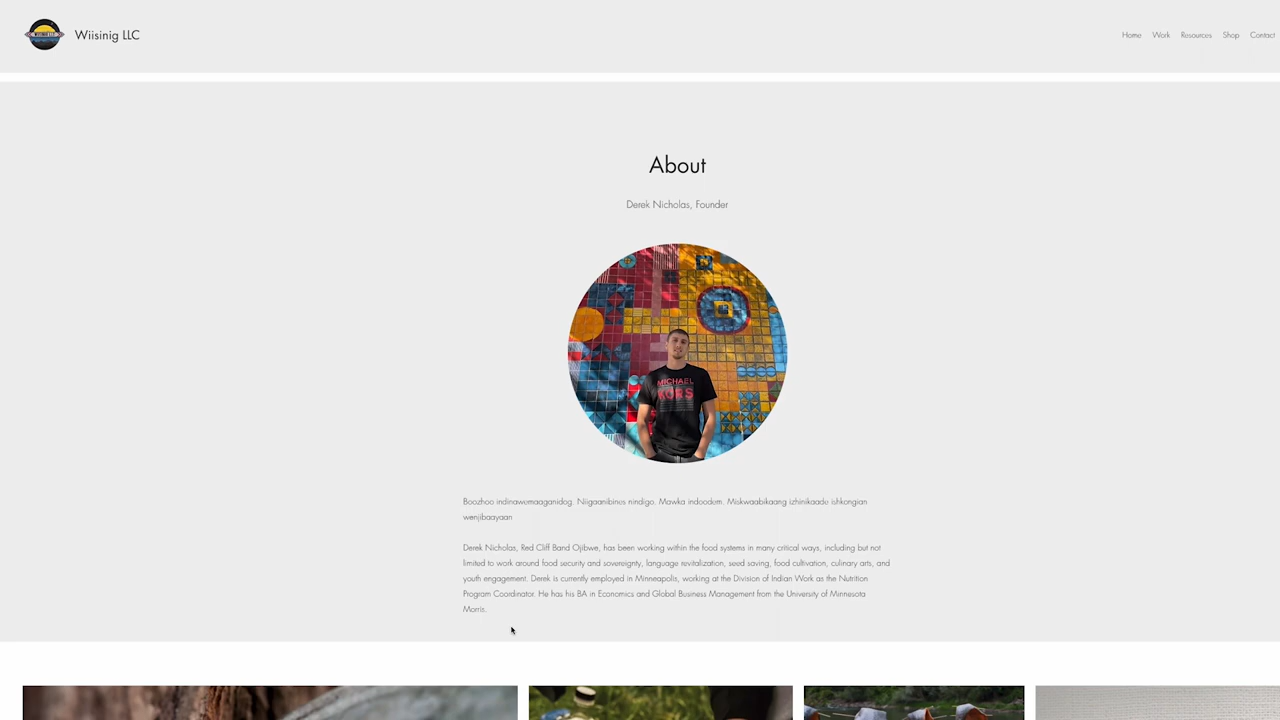 WIISINIG LLC
Wiisinig LLC
Home Work Resources Shop Contact
About
Derek Nicholas, Founder
MICHAEL
KORS
Boozhoo indinawemaaganidog. Niigaanibines nindigo. Mawka indoodem. Miskwaabikaang izhinikaade ishkongian
wenjibaayaan
Derek Nicholas, Red Cliff Band Ojibwe, has been working within the food systems in many critical ways, including but not
limited to work around food security and sovereignty, language revitalization, seed saving, food cultivation, culinary arts, and
youth engagement. Derek is currently employed in Minneapolis, working at the Division of Indian Work as the Nutrition
Program Coordinator. He has his BA in Economics and Global Business Management from the University of Minnesota
Morris.